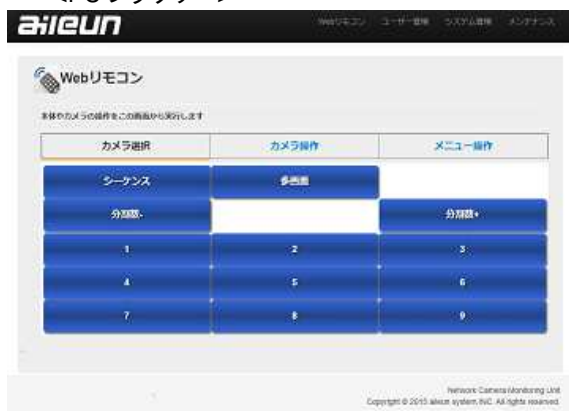 aileun
Webリモコン ユーザー管理 システム管理 メンテナンス
Webリモコン
本体やカメラの操作をこの画面から実行します
カメラ選択 カメラ操作 メニュー操作
シーケンス 多画面
分割数- 分割数+
1 2 3
4 5 6
7 8 9
Network Camera Monitoring Unit
Copyright © 2015 aileun system, INC. All rights reserved.